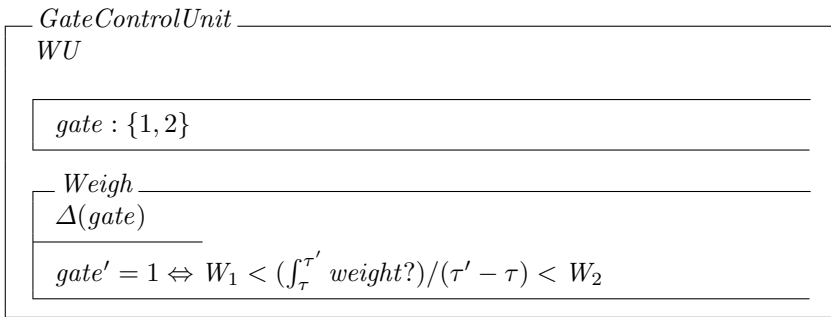 GateControlUnit
WU
gate : {1, 2}
Weigh
Δ(gate)
gate′ = 1 ⇔ W₁ < (∫_τ^τ′ weight?)/(τ′ − τ) < W₂